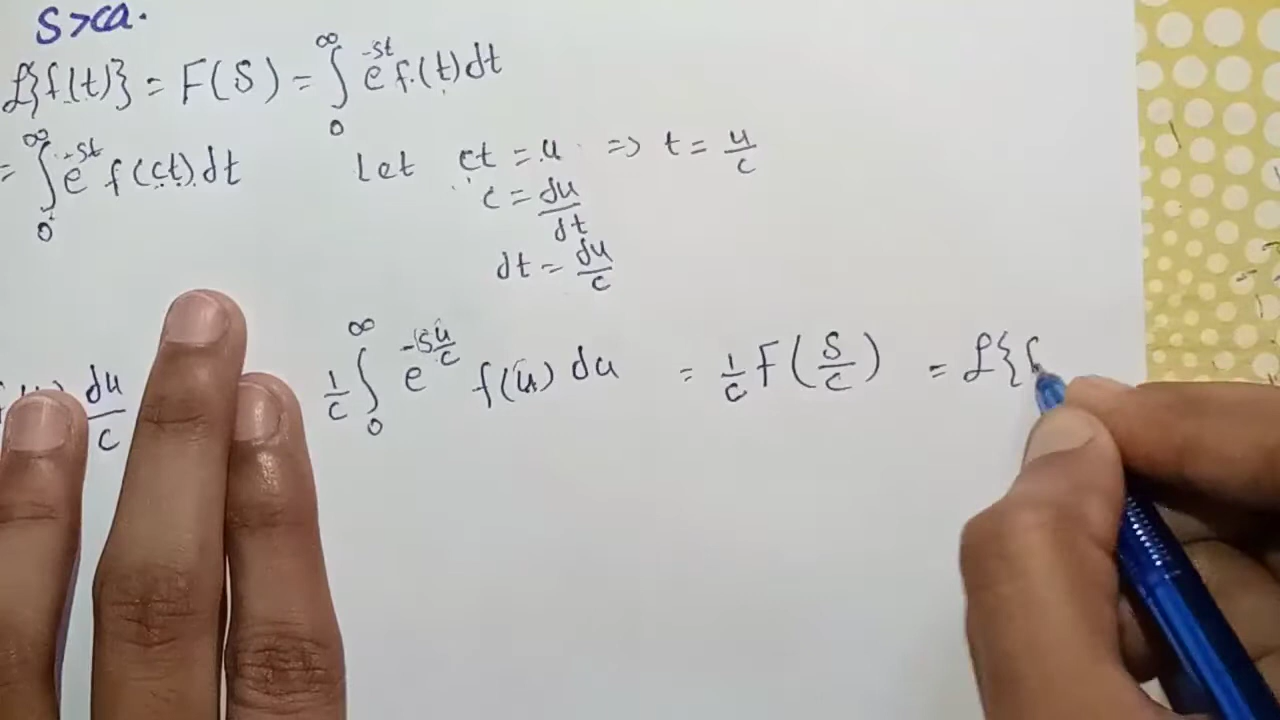 S>ca.
ℒ{f(t)} = F(S) = ∫₀^∞ e^{-st} f(t) dt
= ∫₀^∞ e^{-st} f(ct) dt Let ct = u => t = u/c
c = du/dt
dt = du/c
du/c 1/c ∫₀^∞ e^{-s u/c} f(u) du = 1/c F(S/c) = ℒ{f